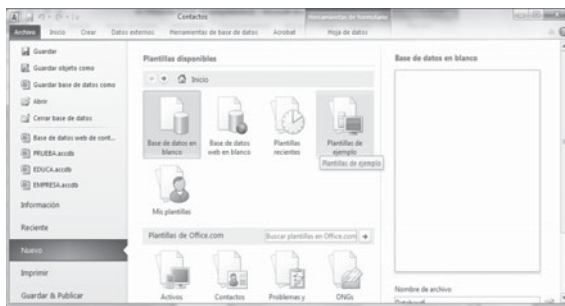 Contactos
Herramientas de formulario
Archivo Inicio Crear Datos externos Herramientas de base de datos Acrobat Hoja de datos
Guardar
Guardar objeto como
Guardar base de datos como
Abrir
Cerrar base de datos
Base de datos web de cont...
PRUEBA.accdb
EDUCA.accdb
EMPRESA.accdb
Información
Reciente
Nuevo
Imprimir
Guardar & Publicar
Plantillas disponibles
Inicio
Base de datos en blanco
Base de datos web en blanco
Plantillas recientes
Plantillas de ejemplo
Plantillas de ejemplo
Mis plantillas
Plantillas de Office.com
Buscar plantillas en Office.com
Activos
Contactos
Problemas y
ONGs
Base de datos en blanco
Nombre de archivo